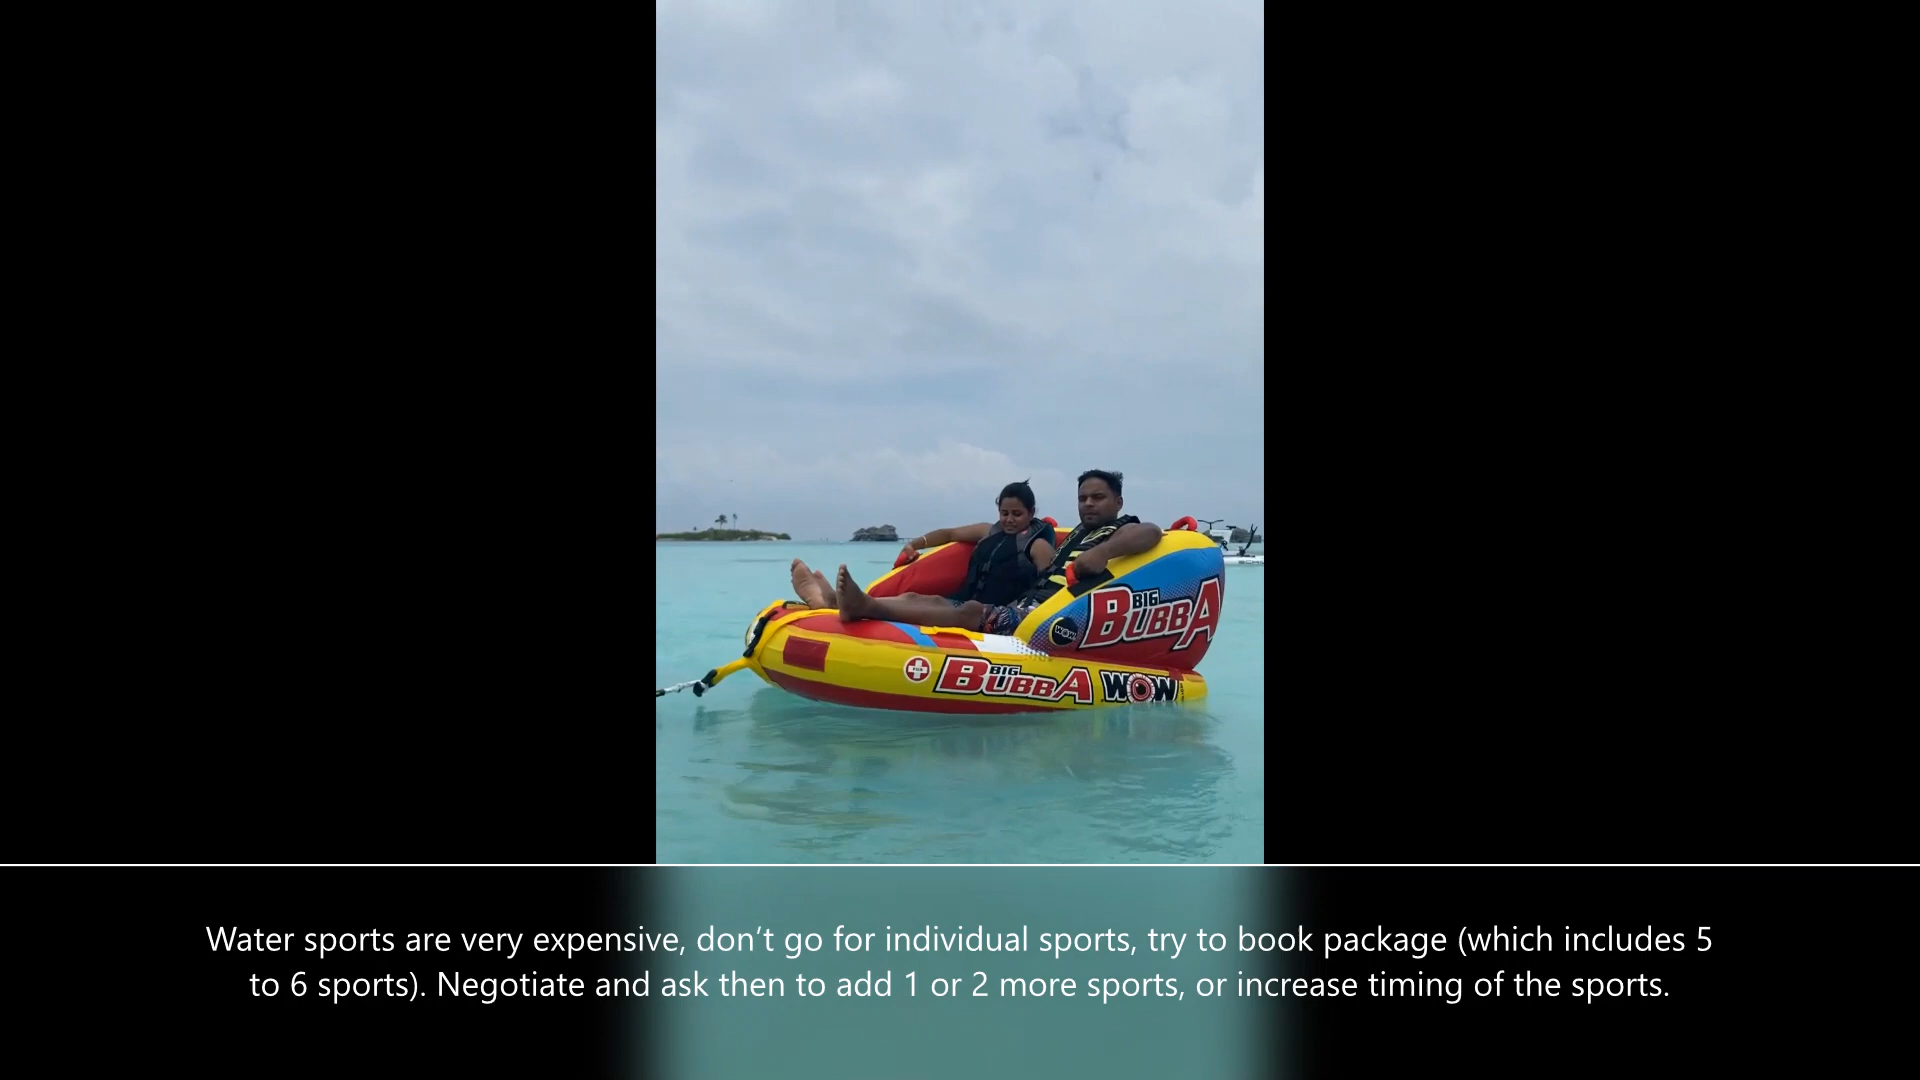 BIG
BUBBA
WOW
BIG
BUBBA
WOW
Water sports are very expensive, don’t go for individual sports, try to book package (which includes 5
to 6 sports). Negotiate and ask then to add 1 or 2 more sports, or increase timing of the sports.